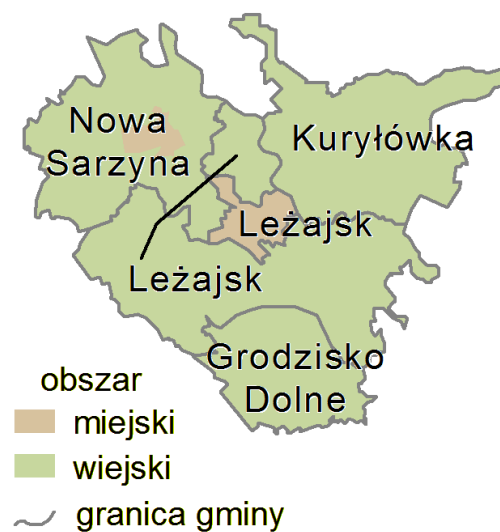 Nowa
Sarzyna
Kuryłówka
Leżajsk
Leżajsk
Grodzisko
Dolne
obszar
miejski
wiejski
granica gminy